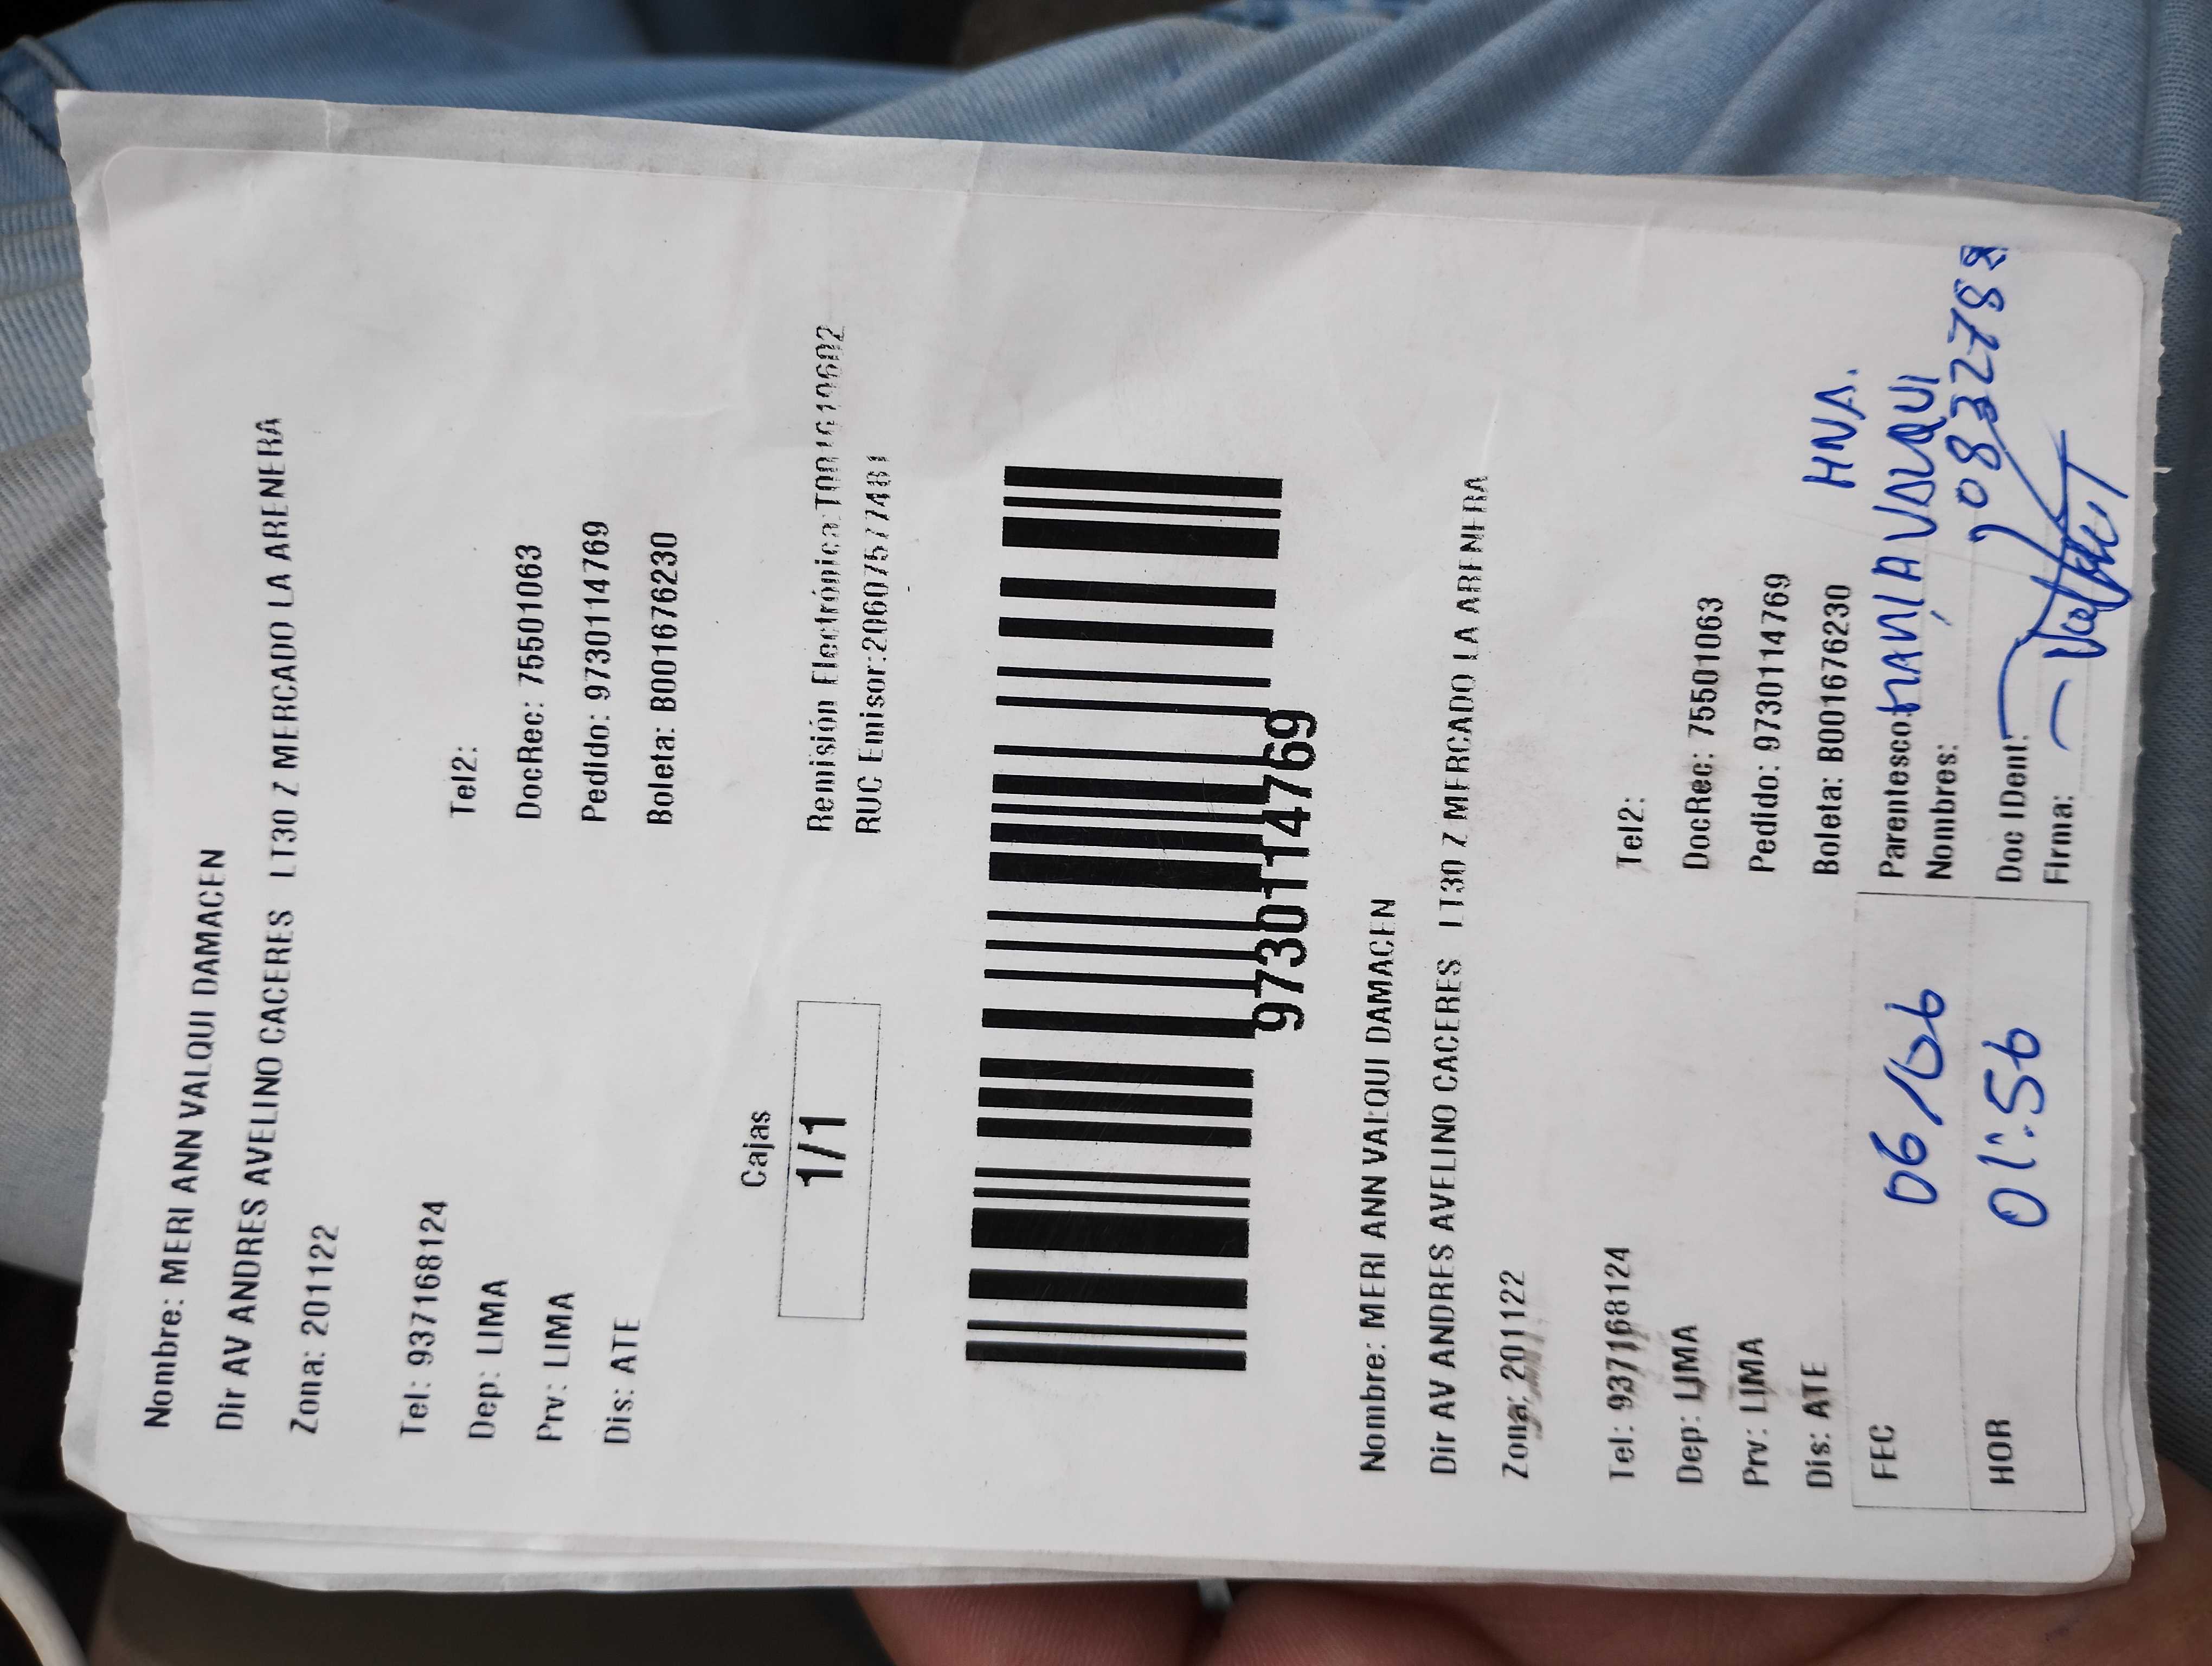 Nombre: MERI ANN VALQUI DAMACEN
Dir AV ANDRES AVELINO CACERES LT30 Z MERCADO LA ARENERA
Zona: 201122
Tel: 937168124 Tel2:
Dep: LIMA DocRec: 75501063
Prv: LIMA Pedido: 9730114769
Dis: ATE Boleta: B001676230
Cajas
1/1
Remisión Electrónica:
RUC Emisor:20607577481
9730114769
Nombre: MERI ANN VALQUI DAMACEN
Dir AV ANDRES AVELINO CACERES LT30 Z MERCADO LA ARENERA
Zona: 201122
Tel: 937168124 Tel2:
Dep: LIMA DocRec: 75501063
Prv: LIMA Pedido: 9730114769
Dis: ATE Boleta: B001676230
HNA.
FEC 06/06 Parentesco:
Nombres: VALQUI
HOR 01:56 Doc IDent:
Firma: